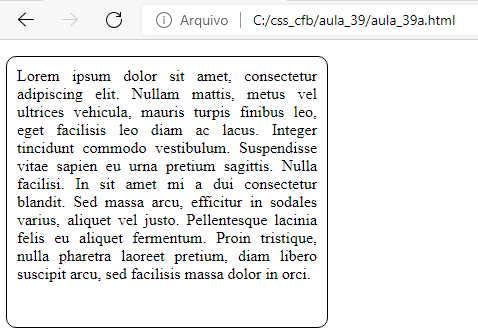 Arquivo | C:/css_cfb/aula_39/aula_39a.html
Lorem ipsum dolor sit amet, consectetur
adipiscing elit. Nullam mattis, metus vel
ultrices vehicula, mauris turpis finibus leo,
eget facilisis leo diam ac lacus. Integer
tincidunt commodo vestibulum. Suspendisse
vitae sapien eu urna pretium sagittis. Nulla
facilisi. In sit amet mi a dui consectetur
blandit. Sed massa arcu, efficitur in sodales
varius, aliquet vel justo. Pellentesque lacinia
felis eu aliquet fermentum. Proin tristique,
nulla pharetra laoreet pretium, diam libero
suscipit arcu, sed facilisis massa dolor in orci.